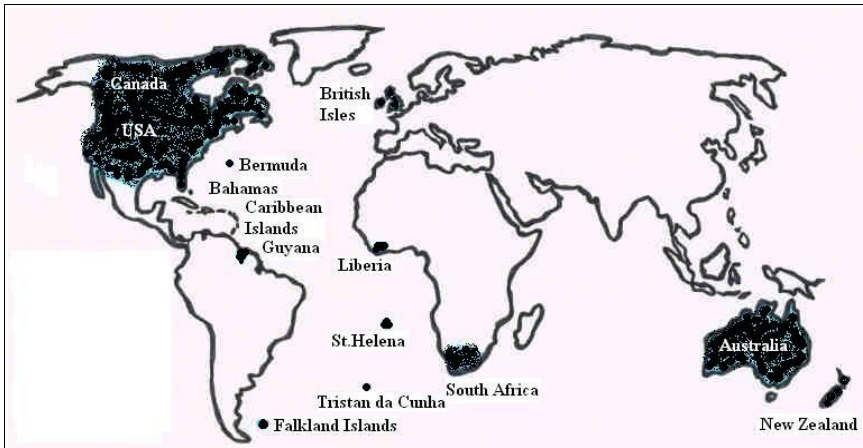 Canada
USA
British
Isles
Bermuda
Bahamas
Caribbean
Islands
Guyana
Liberia
St.Helena
Australia
South Africa
Tristan da Cunha
Falkland Islands
New Zealand